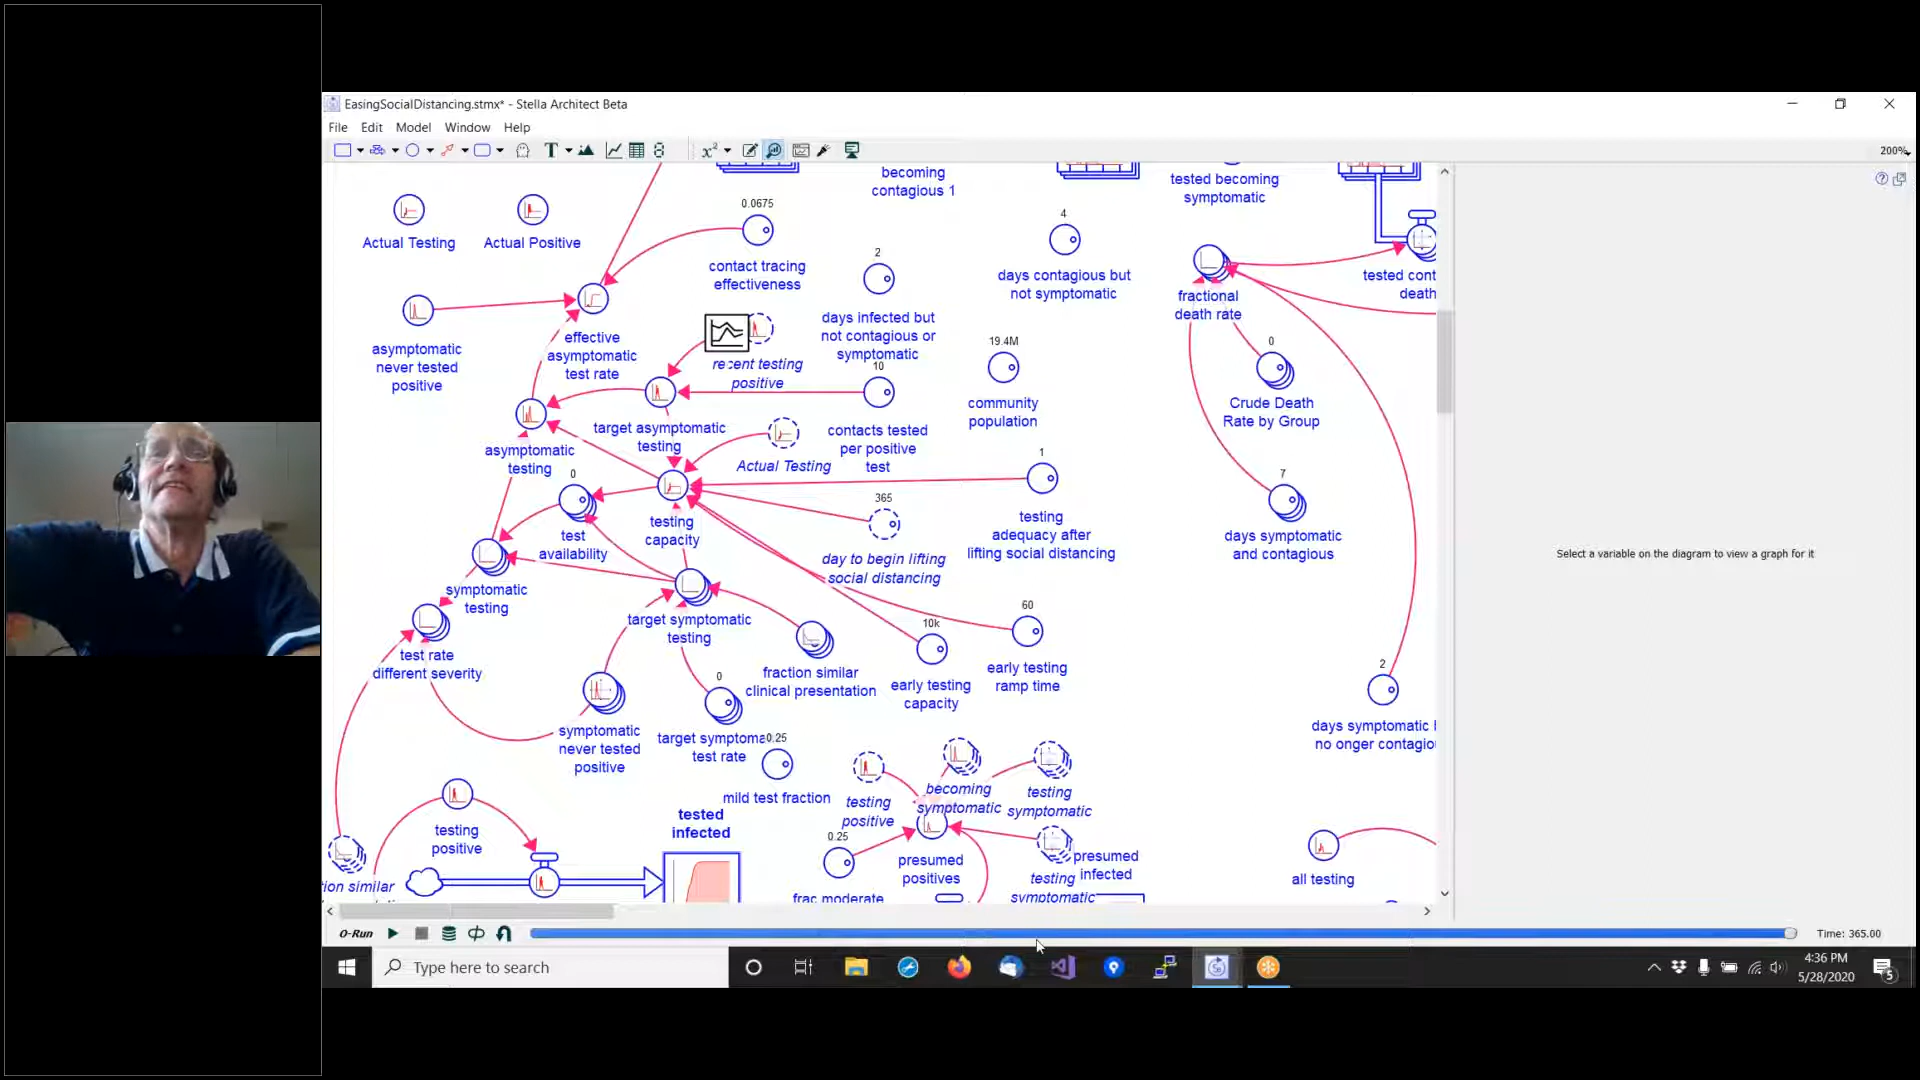 EasingSocialDistancing.stmx* - Stella Architect Beta
File Edit Model Window Help
200%
becoming
contagious 1
tested becoming
symptomatic
Actual Testing
Actual Positive
0.0675
contact tracing
effectiveness
2
days infected but
not contagious or
symptomatic
4
days contagious but
not symptomatic
fractional
death rate
tested cont
death
asymptomatic
never tested
positive
effective
asymptomatic
test rate
recent testing
positive
10
contacts tested
per positive
test
19.4M
community
population
0
Crude Death
Rate by Group
target asymptomatic
testing
asymptomatic
testing
Actual Testing
0
test
availability
testing
capacity
365
day to begin lifting
social distancing
1
testing
adequacy after
lifting social distancing
7
days symptomatic
and contagious
Select a variable on the diagram to view a graph for it
symptomatic
testing
target symptomatic
testing
test rate
different severity
fraction similar
clinical presentation
10k
early testing
capacity
60
early testing
ramp time
2
days symptomatic
symptomatic
never tested
positive
0
target symptoma
test rate
0.25
mild test fraction
testing
positive
becoming
symptomatic
testing
symptomatic
testing
positive
tested
infected
0.25
frac moderate
presumed
positives
presumed
infected
testing
symptomatic
all testing
ion similar
O-Run
Time: 365.00
Type here to search
4:36 PM
5/28/2020
5